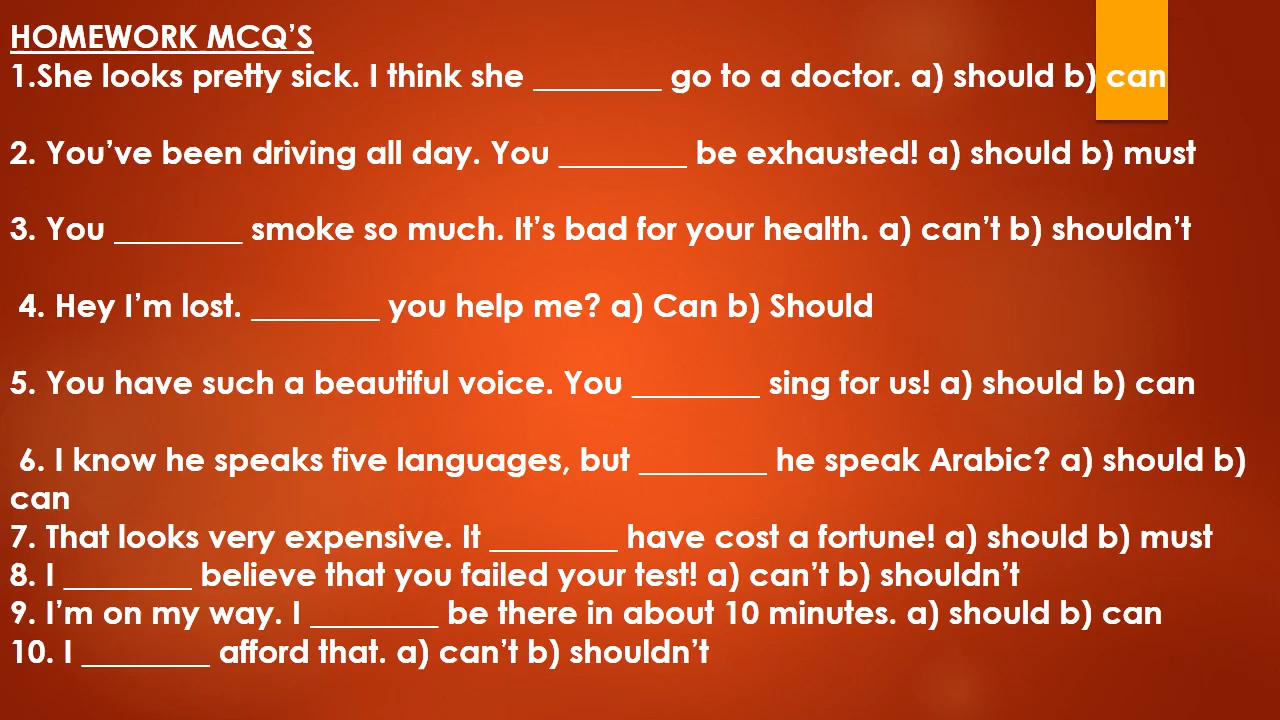 HOMEWORK MCQ’S
1.She looks pretty sick. I think she ________ go to a doctor. a) should b) can
2. You’ve been driving all day. You ________ be exhausted! a) should b) must
3. You ________ smoke so much. It’s bad for your health. a) can’t b) shouldn’t
4. Hey I’m lost. ________ you help me? a) Can b) Should
5. You have such a beautiful voice. You ________ sing for us! a) should b) can
6. I know he speaks five languages, but ________ he speak Arabic? a) should b)
can
7. That looks very expensive. It ________ have cost a fortune! a) should b) must
8. I ________ believe that you failed your test! a) can’t b) shouldn’t
9. I’m on my way. I ________ be there in about 10 minutes. a) should b) can
10. I ________ afford that. a) can’t b) shouldn’t